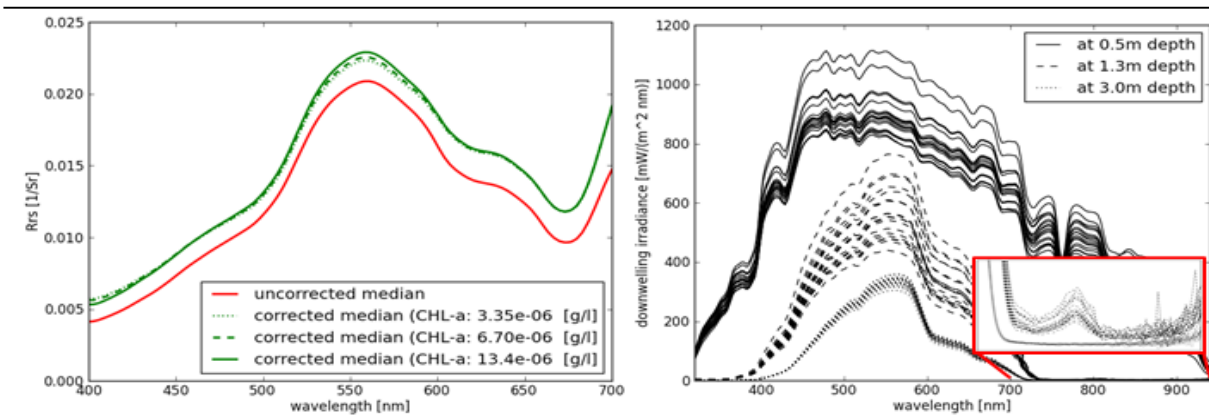 0.025
0.020
0.015
0.010
0.005
0.000
Rrs [1/Sr]
400
450
500
550
600
650
700
wavelength [nm]
uncorrected median
corrected median (CHL-a: 3.35e-06 [g/l]
corrected median (CHL-a: 6.70e-06 [g/l]
corrected median (CHL-a: 13.4e-06 [g/l]
1200
1000
800
600
400
200
0
downwelling irradiance [mW/(m^2 nm)]
400
500
600
700
800
900
wavelength [nm]
at 0.5m depth
at 1.3m depth
at 3.0m depth